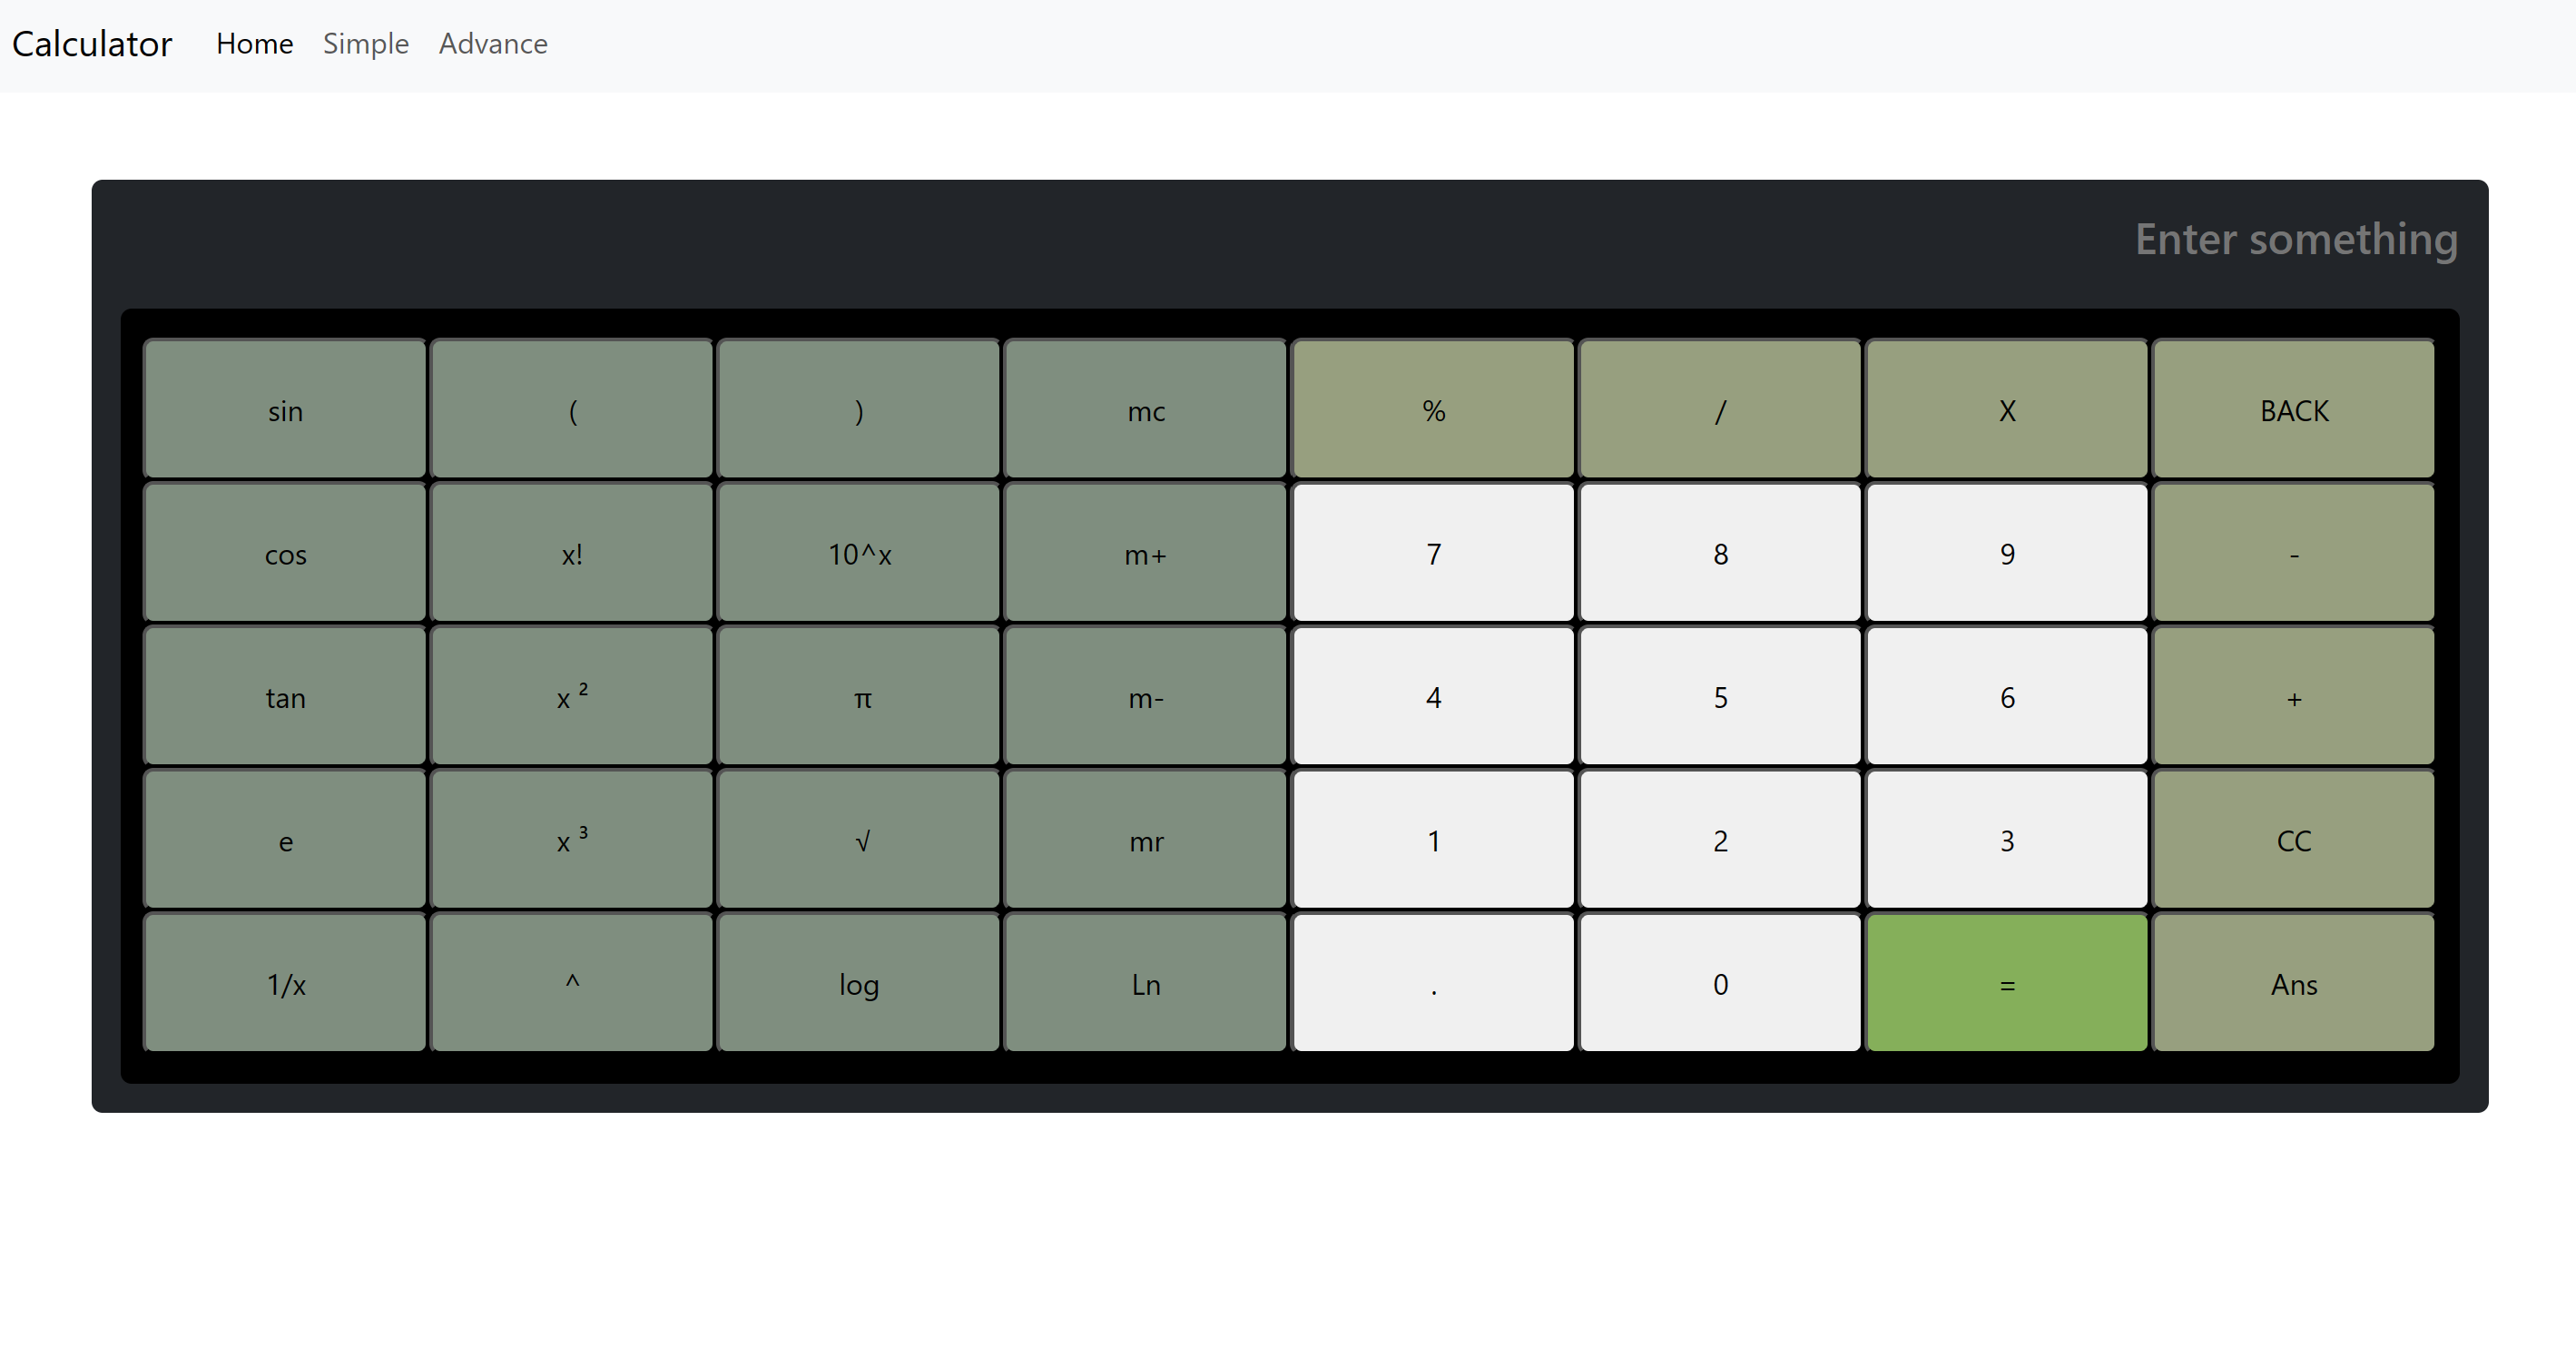 Calculator Home Simple Advance
Enter something
sin ( ) mc % / X BACK
cos x! 10^x m+ 7 8 9 -
tan x ² π m- 4 5 6 +
e x ³ √ mr 1 2 3 CC
1/x ^ log Ln . 0 = Ans